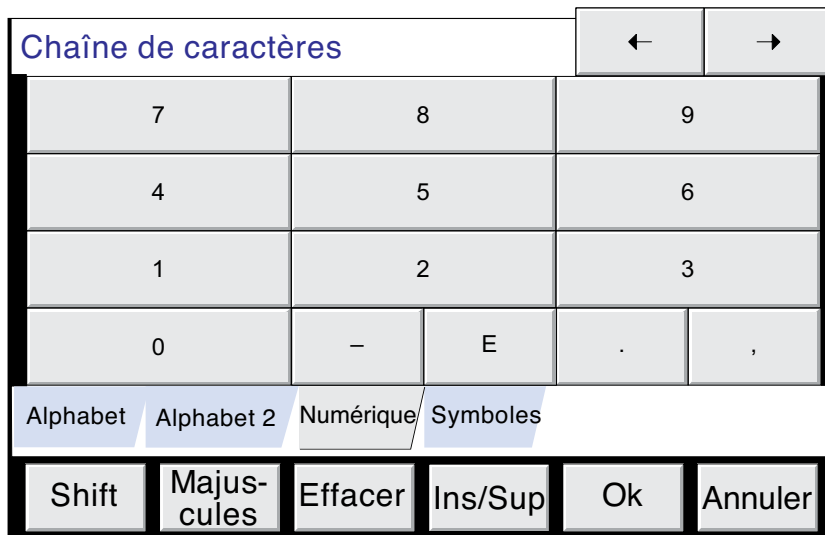 Chaîne de caractères ← →
7 8 9
4 5 6
1 2 3
0 – E . ,
Alphabet Alphabet 2 Numérique Symboles
Shift Majus-
cules Effacer Ins/Sup Ok Annuler